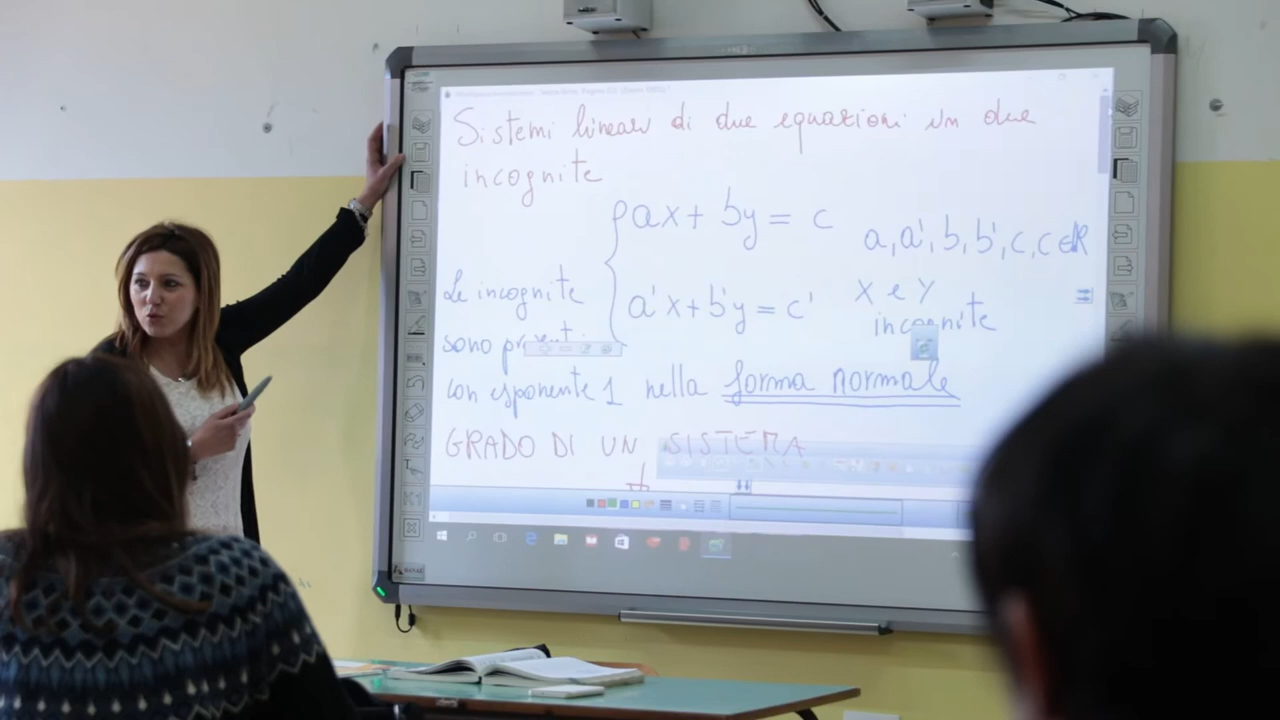 Sistemi lineari di due equazioni in due
incognite
ax + by = c
a, a', b, b', c, c ∈ R
Le incognite
a'x + b'y = c'
x e y
incognite
sono
con esponente 1 nella forma normale
GRADO DI UN SISTEMA